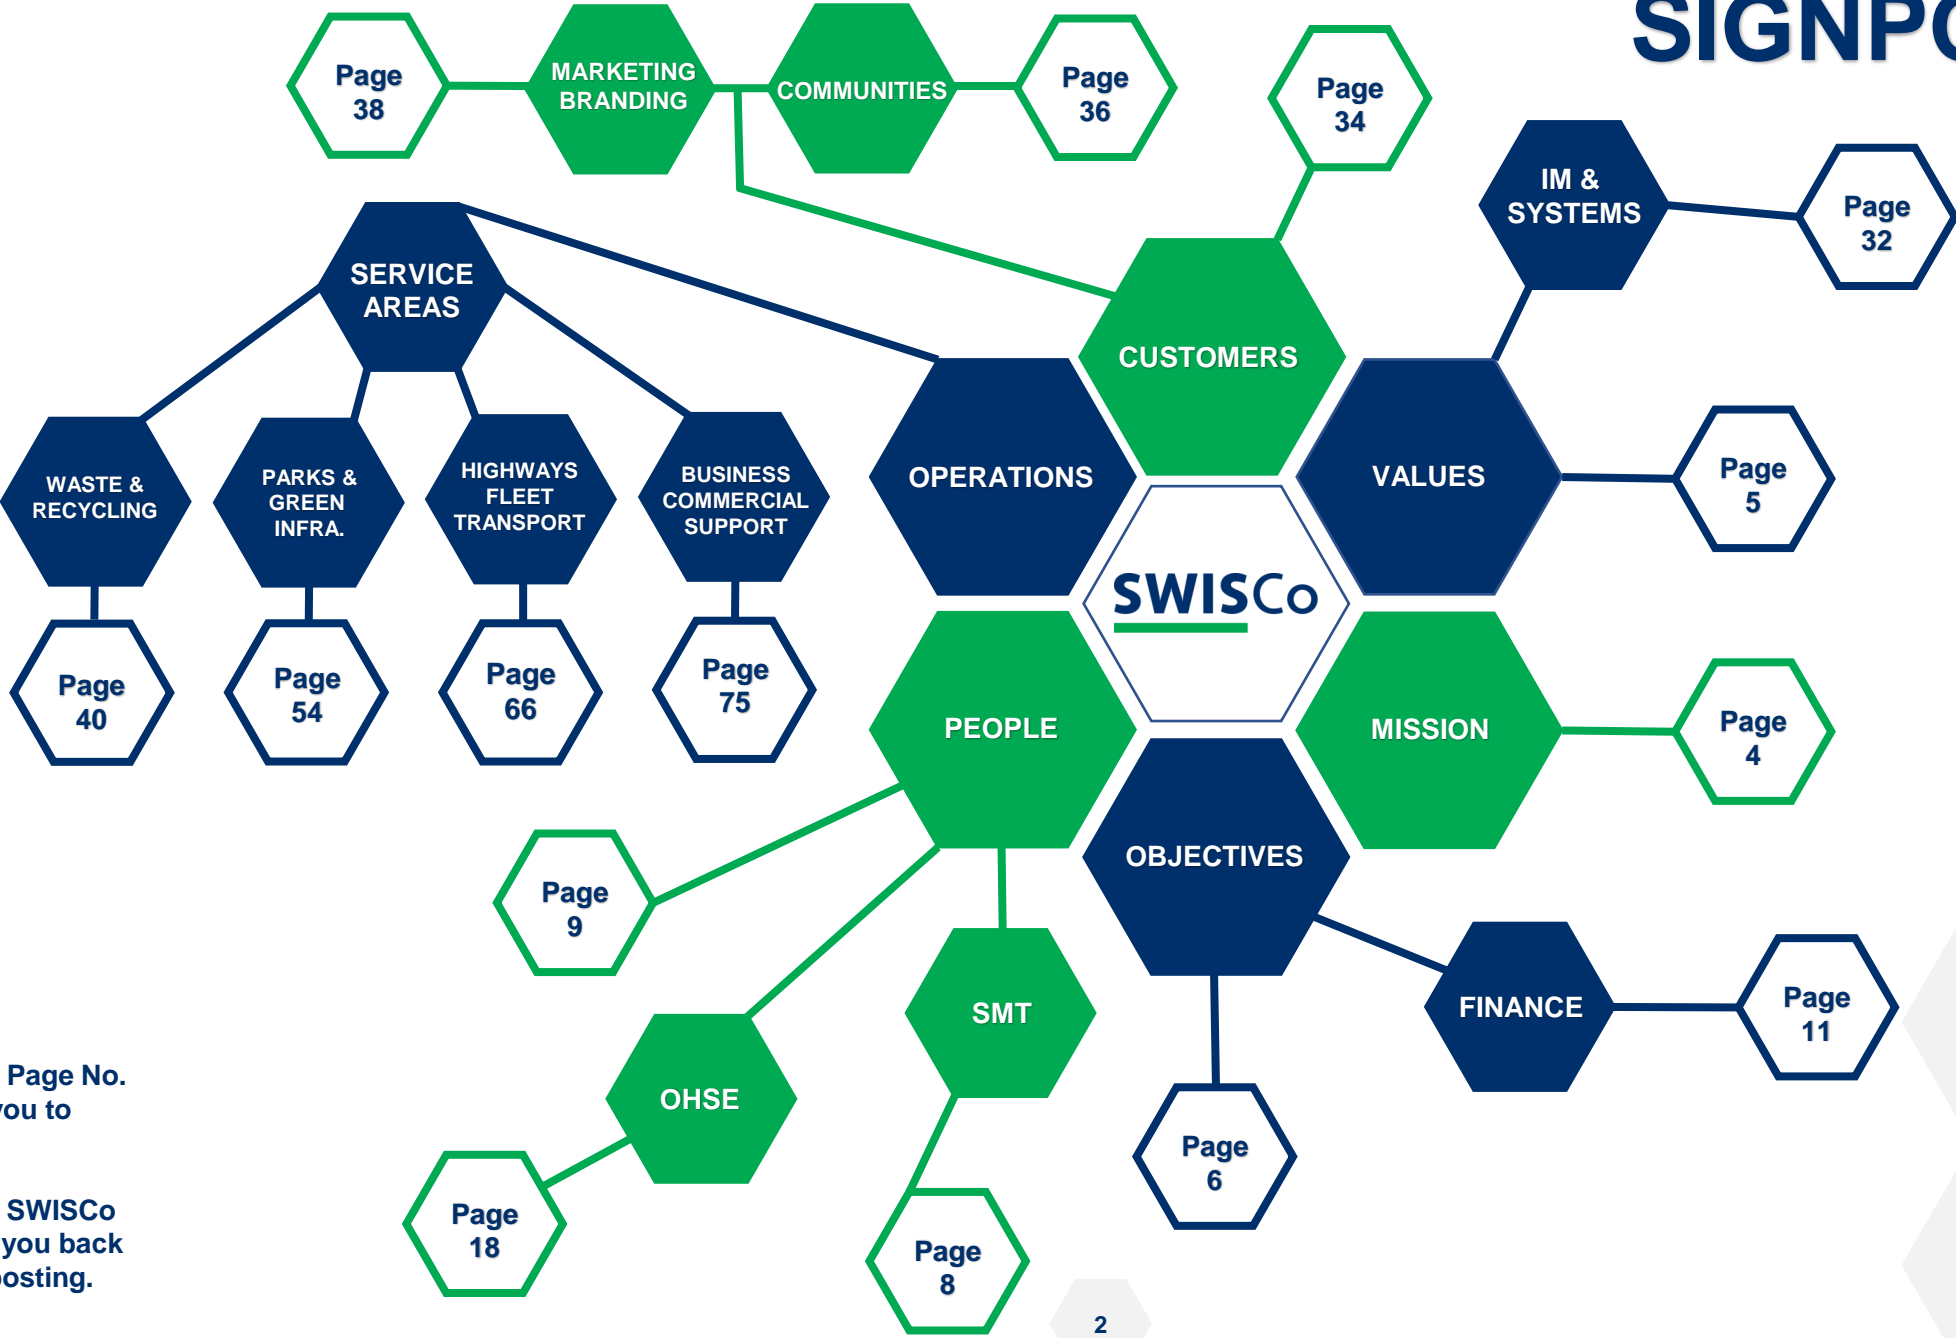 SIGNPO
Page
38
MARKETING
BRANDING
COMMUNITIES
Page
36
Page
34
IM &
SYSTEMS
Page
32
SERVICE
AREAS
CUSTOMERS
OPERATIONS
VALUES
Page
5
WASTE &
RECYCLING
PARKS &
GREEN
INFRA.
HIGHWAYS
FLEET
TRANSPORT
BUSINESS
COMMERCIAL
SUPPORT
SWISCo
Page
40
Page
54
Page
66
Page
75
PEOPLE
MISSION
Page
4
OBJECTIVES
Page
9
SMT
FINANCE
Page
11
OHSE
Page
6
Page
18
Page
8
Page No.
you to
SWISCo
you back
posting.
2